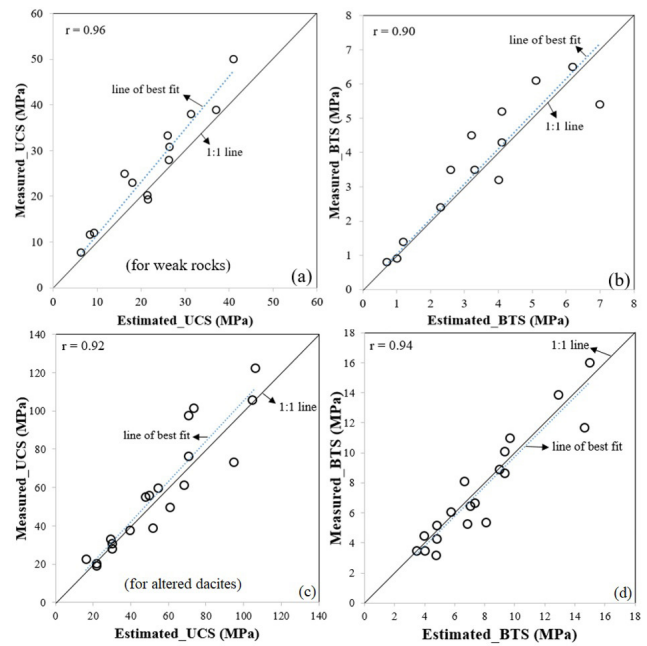 r = 0.96
60
50
40
30
20
10
0
0 10 20 30 40 50 60
Measured_UCS (MPa)
Estimated_UCS (MPa)
line of best fit
1:1 line
(for weak rocks)
(a)
r = 0.90
8
7
6
5
4
3
2
1
0
0 1 2 3 4 5 6 7 8
Measured_BTS (MPa)
Estimated_BTS (MPa)
line of best fit
1:1 line
(b)
r = 0.92
140
120
100
80
60
40
20
0
0 20 40 60 80 100 120 140
Measured_UCS (MPa)
Estimated_UCS (MPa)
line of best fit
1:1 line
(for altered dacites)
(c)
r = 0.94
18
16
14
12
10
8
6
4
2
0
0 2 4 6 8 10 12 14 16 18
Measured_BTS (MPa)
Estimated_BTS (MPa)
1:1 line
line of best fit
(d)